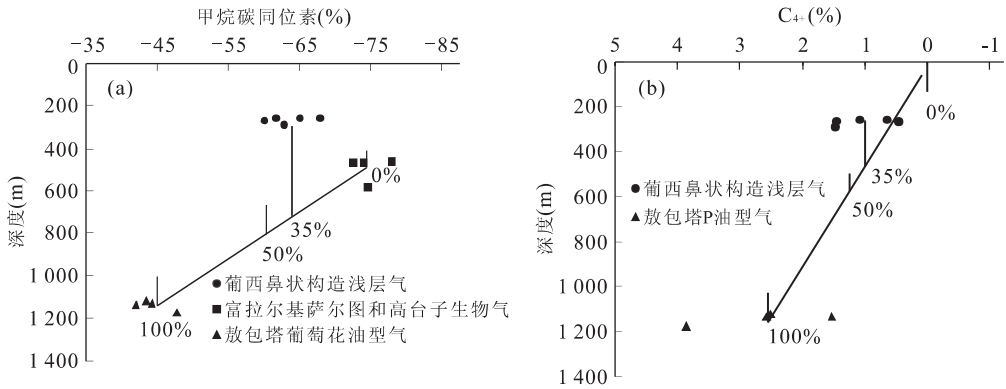 甲烷碳同位素(%)
-35 -45 -55 -65 -75 -85
0
200
400
600
800
1 000
1 200
1 400
深度(m)
(a)
0%
35%
50%
100%
葡西鼻状构造浅层气
富拉尔基萨尔图和高台子生物气
敖包塔葡萄花油型气
C4+(%)
5 4 3 2 1 0 -1
0
200
400
600
800
1 000
1 200
1 400
深度(m)
(b)
0%
35%
50%
100%
葡西鼻状构造浅层气
敖包塔P油型气